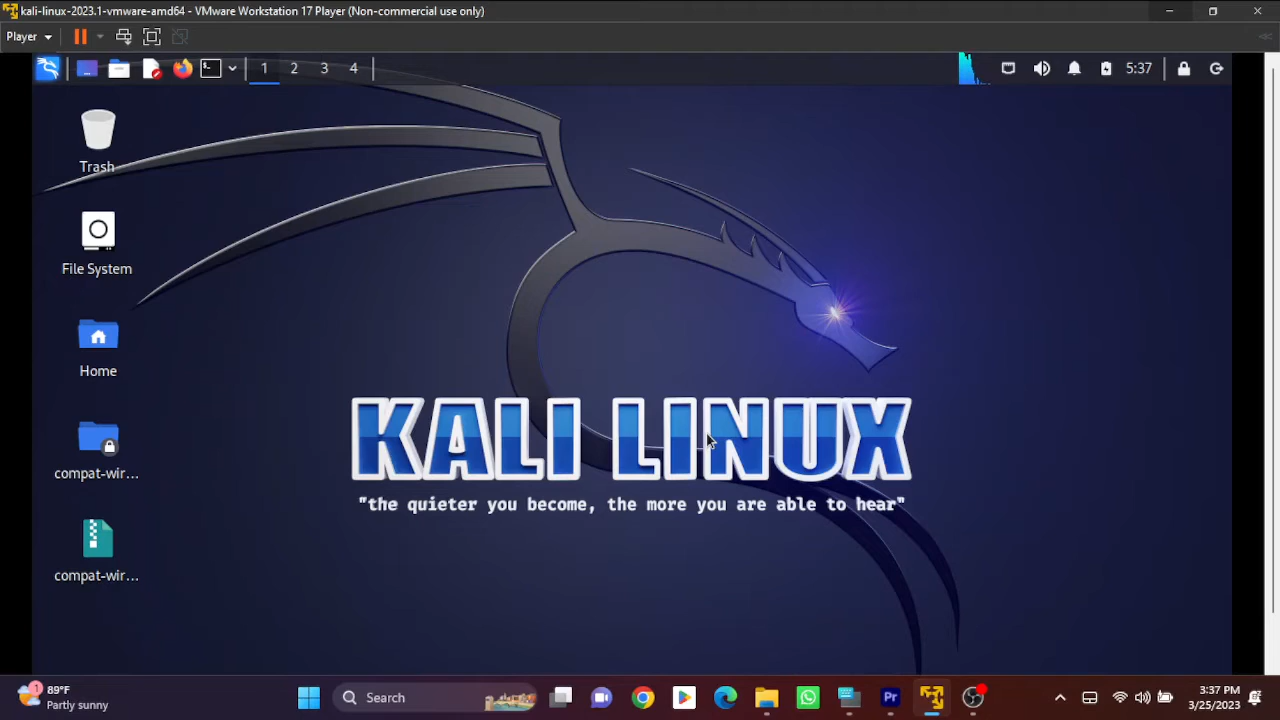 kali-linux-2023.1-vmware-amd64 - VMware Workstation 17 Player (Non-commercial use only)
Player
1 2 3 4 5:37
Trash
File System
Home
compat-wir...
compat-wir...
KALI LINUX
"the quieter you become, the more you are able to hear"
1
89°F
Partly sunny
Search
Pr
3:37 PM
3/25/2023